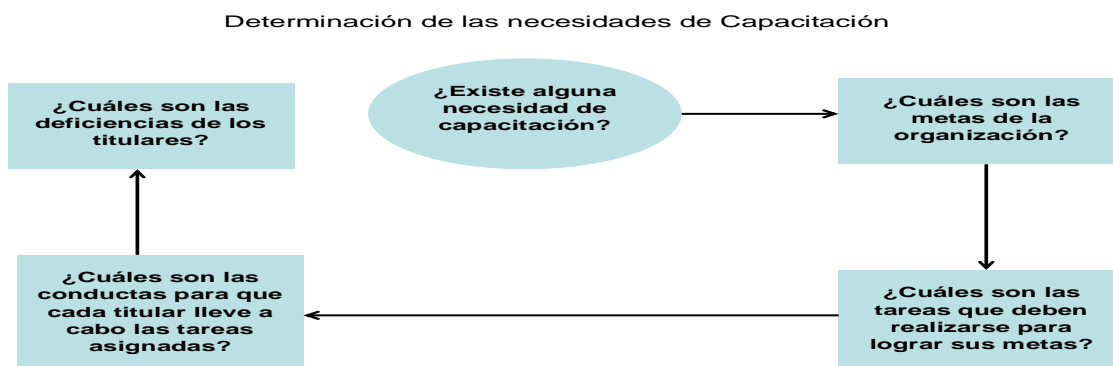 Determinación de las necesidades de Capacitación
¿Existe alguna
necesidad de
capacitación?
¿Cuáles son las
metas de la
organización?
¿Cuáles son las
tareas que deben
realizarse para
lograr sus metas?
¿Cuáles son las
conductas para que
cada titular lleve a
cabo las tareas
asignadas?
¿Cuáles son las
deficiencias de los
titulares?